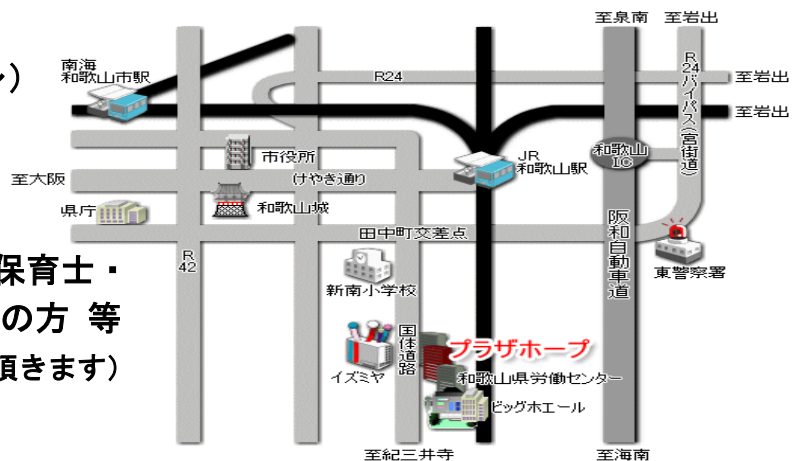 至泉南 至岩出
南海
和歌山市駅
ン）
R24
至岩出
R24バイパス(宮街道)
至岩出
市役所
JR
和歌山駅
和歌山
IC
至大阪
けやき通り
県庁
和歌山城
田中町交差点
阪和自動車道
R
42
東警察署
保育士・
新南小学校
の方 等
国体道路
プラザホープ
頂きます）
イズミヤ
和歌山県労働センター
ビッグホエール
至紀三井寺
至海南